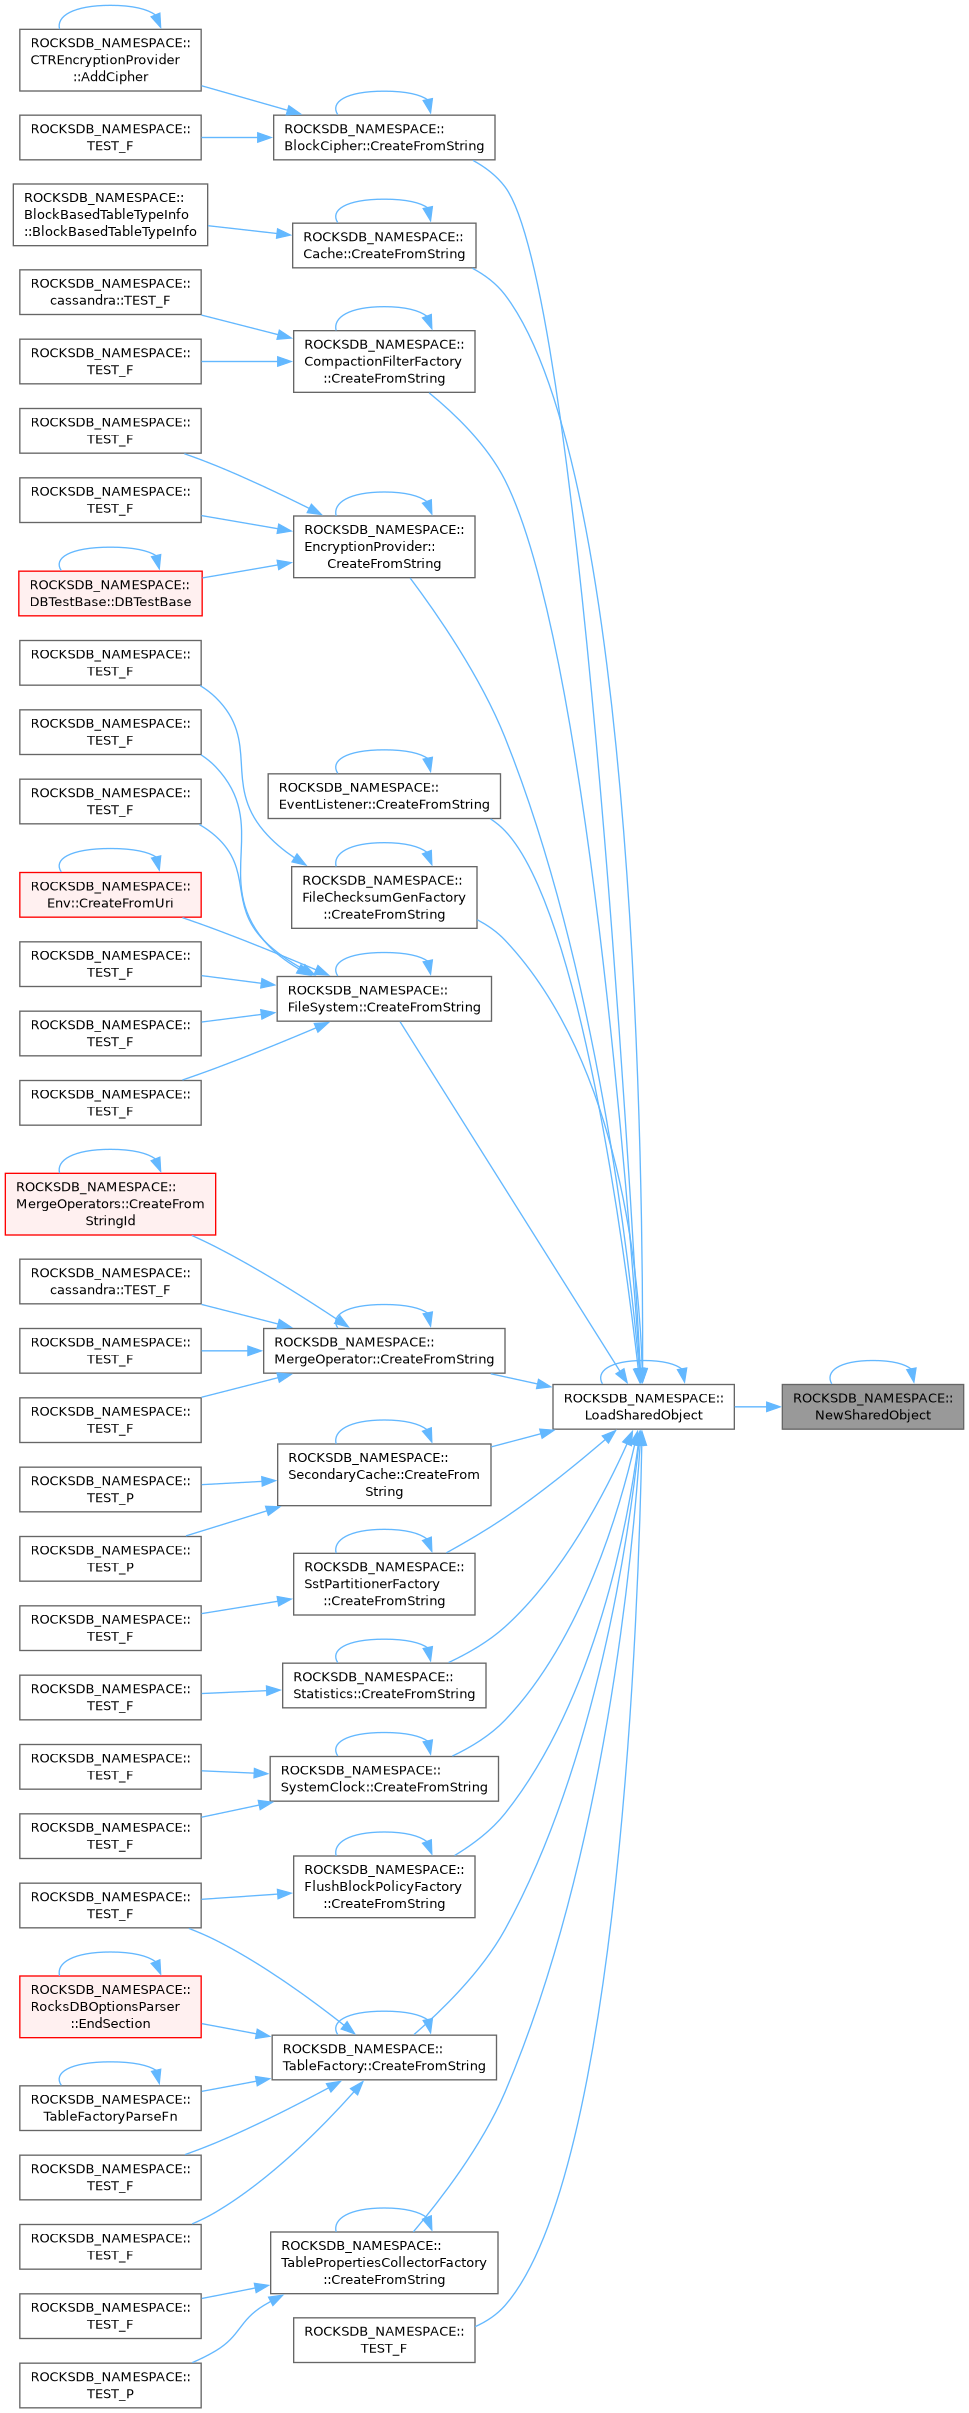 ROCKSDB_NAMESPACE::
CTREncryptionProvider
::AddCipher
ROCKSDB_NAMESPACE::
TEST_F
ROCKSDB_NAMESPACE::
BlockCipher::CreateFromString
ROCKSDB_NAMESPACE::
BlockBasedTableTypeInfo
::BlockBasedTableTypeInfo
ROCKSDB_NAMESPACE::
Cache::CreateFromString
ROCKSDB_NAMESPACE::
cassandra::TEST_F
ROCKSDB_NAMESPACE::
TEST_F
ROCKSDB_NAMESPACE::
CompactionFilterFactory
::CreateFromString
ROCKSDB_NAMESPACE::
TEST_F
ROCKSDB_NAMESPACE::
TEST_F
ROCKSDB_NAMESPACE::
EncryptionProvider::
CreateFromString
ROCKSDB_NAMESPACE::
DBTestBase::DBTestBase
ROCKSDB_NAMESPACE::
TEST_F
ROCKSDB_NAMESPACE::
TEST_F
ROCKSDB_NAMESPACE::
TEST_F
ROCKSDB_NAMESPACE::
EventListener::CreateFromString
ROCKSDB_NAMESPACE::
Env::CreateFromUri
ROCKSDB_NAMESPACE::
FileChecksumGenFactory
::CreateFromString
ROCKSDB_NAMESPACE::
TEST_F
ROCKSDB_NAMESPACE::
FileSystem::CreateFromString
ROCKSDB_NAMESPACE::
TEST_F
ROCKSDB_NAMESPACE::
TEST_F
ROCKSDB_NAMESPACE::
MergeOperators::CreateFrom
StringId
ROCKSDB_NAMESPACE::
cassandra::TEST_F
ROCKSDB_NAMESPACE::
TEST_F
ROCKSDB_NAMESPACE::
MergeOperator::CreateFromString
ROCKSDB_NAMESPACE::
TEST_F
ROCKSDB_NAMESPACE::
LoadSharedObject
ROCKSDB_NAMESPACE::
NewSharedObject
ROCKSDB_NAMESPACE::
TEST_P
ROCKSDB_NAMESPACE::
SecondaryCache::CreateFrom
String
ROCKSDB_NAMESPACE::
TEST_P
ROCKSDB_NAMESPACE::
SstPartitionerFactory
::CreateFromString
ROCKSDB_NAMESPACE::
TEST_F
ROCKSDB_NAMESPACE::
TEST_F
ROCKSDB_NAMESPACE::
Statistics::CreateFromString
ROCKSDB_NAMESPACE::
TEST_F
ROCKSDB_NAMESPACE::
SystemClock::CreateFromString
ROCKSDB_NAMESPACE::
TEST_F
ROCKSDB_NAMESPACE::
FlushBlockPolicyFactory
::CreateFromString
ROCKSDB_NAMESPACE::
TEST_F
ROCKSDB_NAMESPACE::
RocksDBOptionsParser
::EndSection
ROCKSDB_NAMESPACE::
TableFactory::CreateFromString
ROCKSDB_NAMESPACE::
TableFactoryParseFn
ROCKSDB_NAMESPACE::
TEST_F
ROCKSDB_NAMESPACE::
TEST_F
ROCKSDB_NAMESPACE::
TablePropertiesCollectorFactory
::CreateFromString
ROCKSDB_NAMESPACE::
TEST_F
ROCKSDB_NAMESPACE::
TEST_F
ROCKSDB_NAMESPACE::
TEST_P